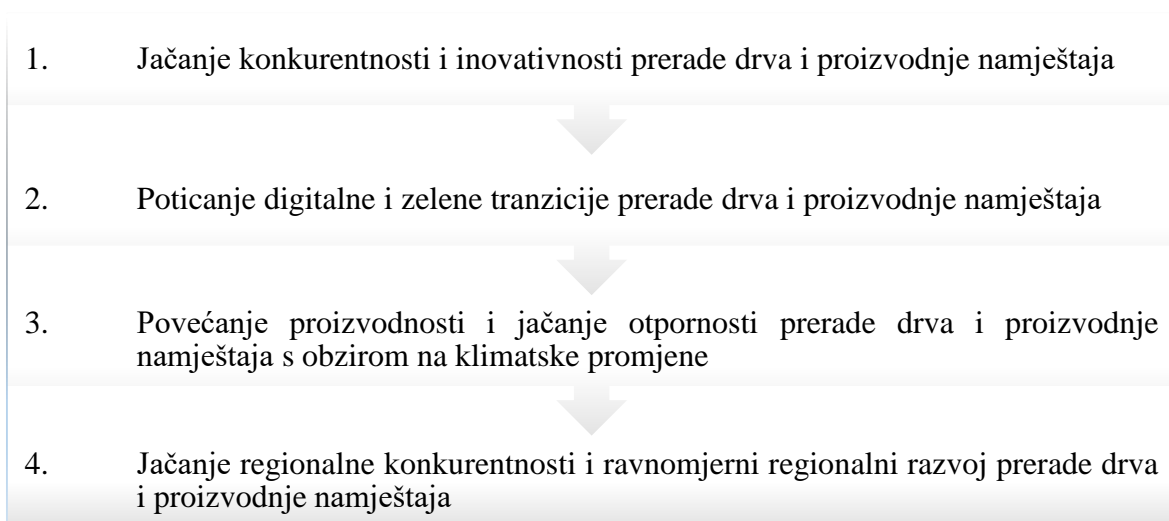 1. Jačanje konkurentnosti i inovativnosti prerade drva i proizvodnje namještaja
2. Poticanje digitalne i zelene tranzicije prerade drva i proizvodnje namještaja
3. Povećanje proizvodnosti i jačanje otpornosti prerade drva i proizvodnje
namještaja s obzirom na klimatske promjene
4. Jačanje regionalne konkurentnosti i ravnomjerni regionalni razvoj prerade drva
i proizvodnje namještaja